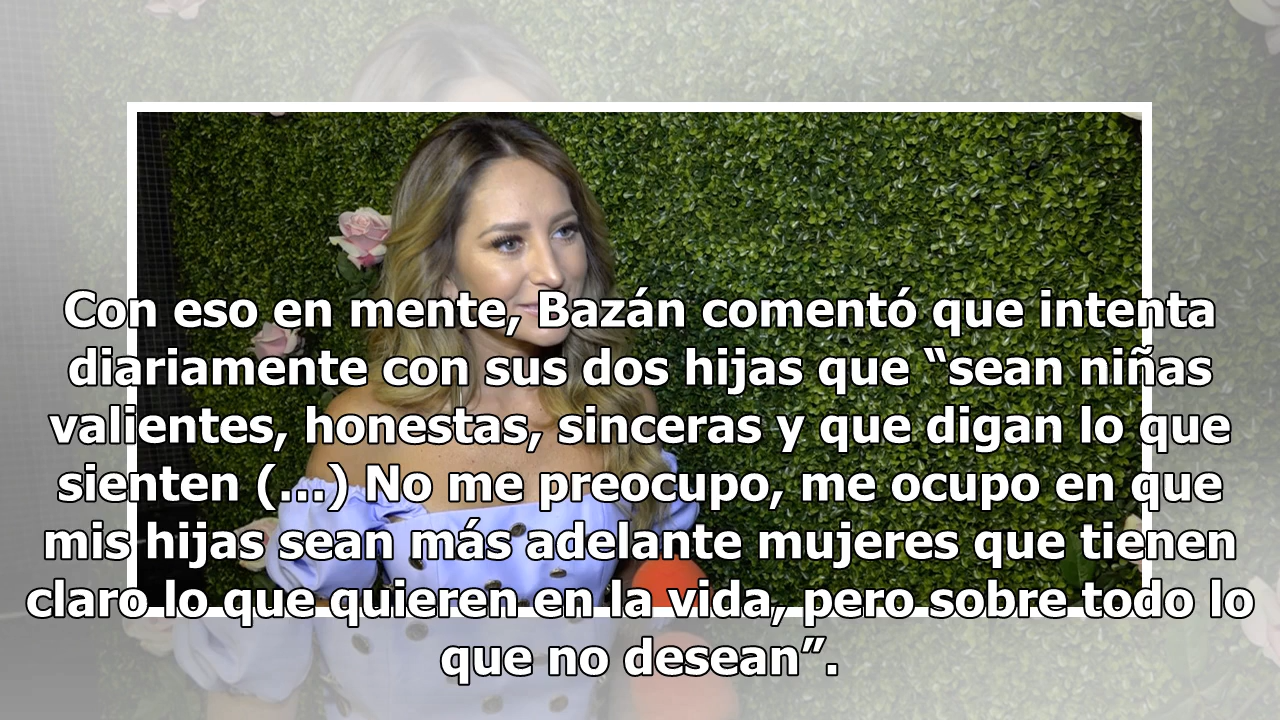 Con eso en mente, Bazán comentó que intenta
diariamente con sus dos hijas que “sean niñas
valientes, honestas, sinceras y que digan lo que
sienten (...) No me preocupo, me ocupo en que
mis hijas sean más adelante mujeres que tienen
claro lo que quieren en la vida, pero sobre todo lo
que no desean”.